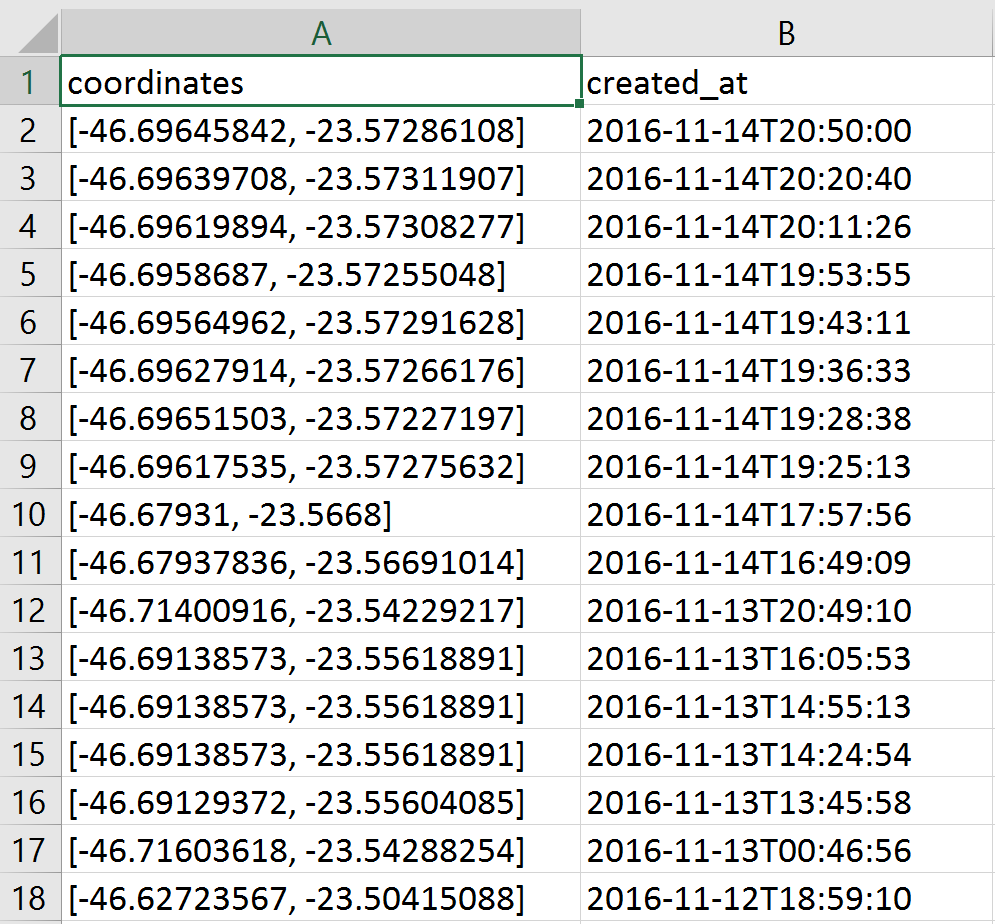 A B
1 coordinates created_at
2 [-46.69645842, -23.57286108] 2016-11-14T20:50:00
3 [-46.69639708, -23.57311907] 2016-11-14T20:20:40
4 [-46.69619894, -23.57308277] 2016-11-14T20:11:26
5 [-46.6958687, -23.57255048] 2016-11-14T19:53:55
6 [-46.69564962, -23.57291628] 2016-11-14T19:43:11
7 [-46.69627914, -23.57266176] 2016-11-14T19:36:33
8 [-46.69651503, -23.57227197] 2016-11-14T19:28:38
9 [-46.69617535, -23.57275632] 2016-11-14T19:25:13
10 [-46.67931, -23.5668] 2016-11-14T17:57:56
11 [-46.67937836, -23.56691014] 2016-11-14T16:49:09
12 [-46.71400916, -23.54229217] 2016-11-13T20:49:10
13 [-46.69138573, -23.55618891] 2016-11-13T16:05:53
14 [-46.69138573, -23.55618891] 2016-11-13T14:55:13
15 [-46.69138573, -23.55618891] 2016-11-13T14:24:54
16 [-46.69129372, -23.55604085] 2016-11-13T13:45:58
17 [-46.71603618, -23.54288254] 2016-11-13T00:46:56
18 [-46.62723567, -23.50415088] 2016-11-12T18:59:10